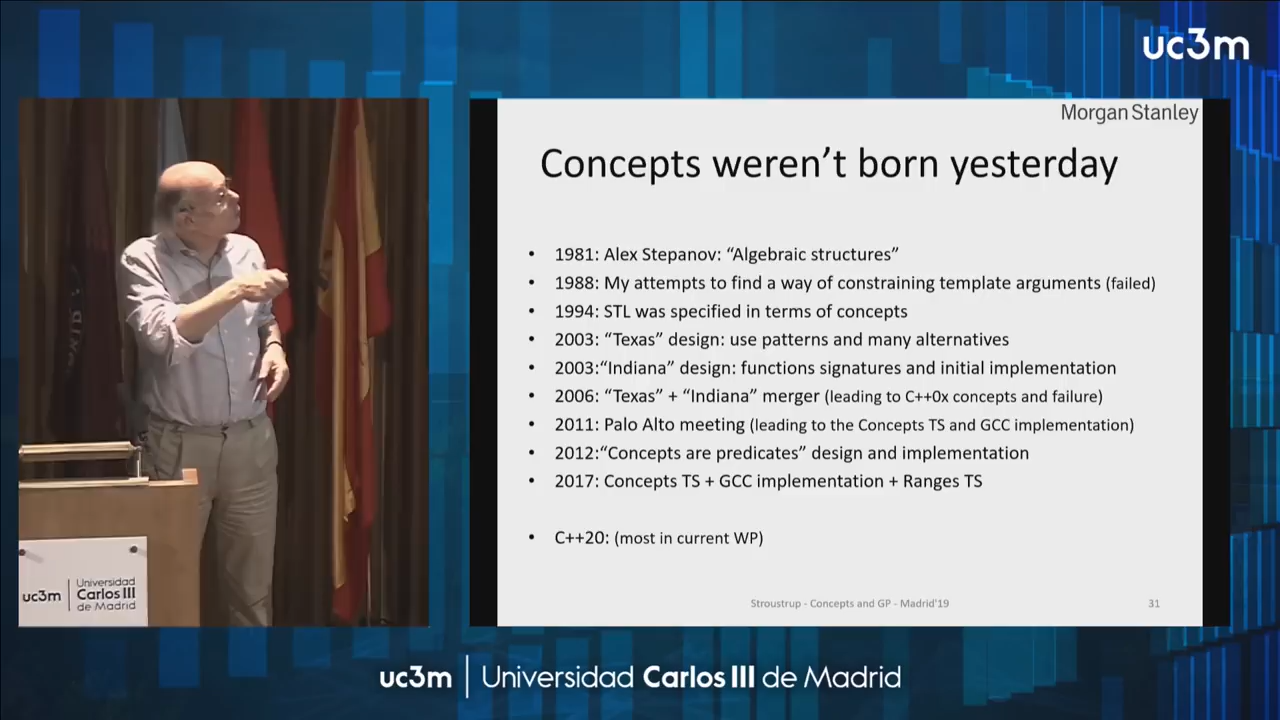 uc3m
Morgan Stanley
Concepts weren't born yesterday
• 1981: Alex Stepanov: “Algebraic structures”
• 1988: My attempts to find a way of constraining template arguments (failed)
• 1994: STL was specified in terms of concepts
• 2003: “Texas” design: use patterns and many alternatives
• 2003:“Indiana” design: functions signatures and initial implementation
• 2006: “Texas” + “Indiana” merger (leading to C++0x concepts and failure)
• 2011: Palo Alto meeting (leading to the Concepts TS and GCC implementation)
• 2012:“Concepts are predicates” design and implementation
• 2017: Concepts TS + GCC implementation + Ranges TS
• C++20: (most in current WP)
Stroustrup - Concepts and GP - Madrid'19
31
uc3m | Universidad
Carlos III
de Madrid
uc3m | Universidad Carlos III de Madrid